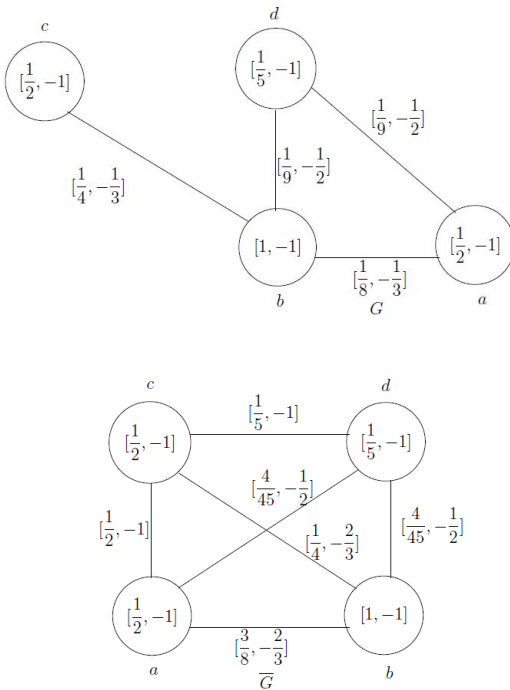 c
d
[1/2, -1]
[1/5, -1]
[1/4, -1/3]
[1/9, -1/2]
[1/9, -1/2]
[1, -1]
[1/2, -1]
[1/8, -1/3]
b
G
a
c
d
[1/5, -1]
[1/2, -1]
[1/5, -1]
[4/45, -1/2]
[1/2, -1]
[1/4, -2/3]
[4/45, -1/2]
[1/2, -1]
[1, -1]
[3/8, -2/3]
a
G̅
b